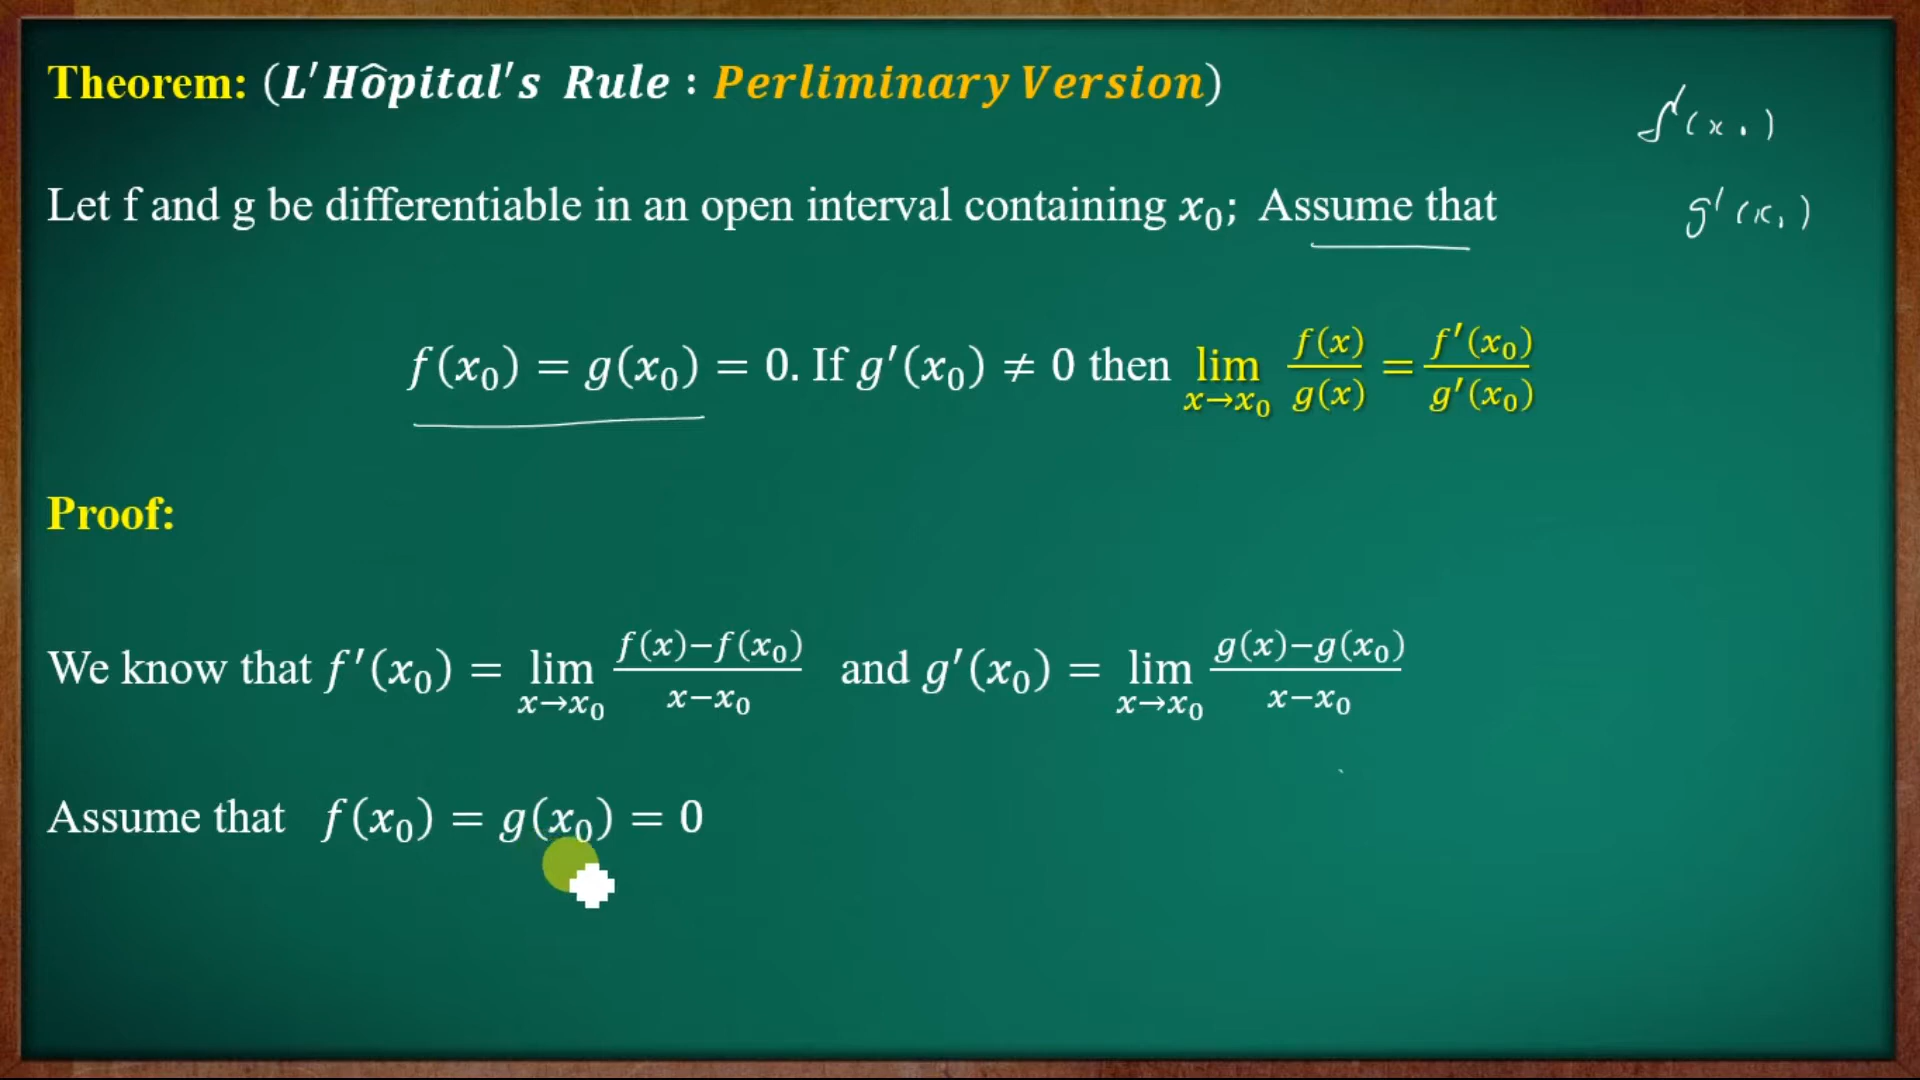 Theorem: (L'Hôpital's Rule : Perliminary Version)
f'(x₀)
Let f and g be differentiable in an open interval containing x₀; Assume that
g'(x₀)
f(x₀) = g(x₀) = 0. If g'(x₀) ≠ 0 then lim_{x→x₀} f(x)/g(x) = f'(x₀)/g'(x₀)
Proof:
We know that f'(x₀) = lim_{x→x₀} (f(x)−f(x₀))/(x−x₀) and g'(x₀) = lim_{x→x₀} (g(x)−g(x₀))/(x−x₀)
Assume that f(x₀) = g(x₀) = 0